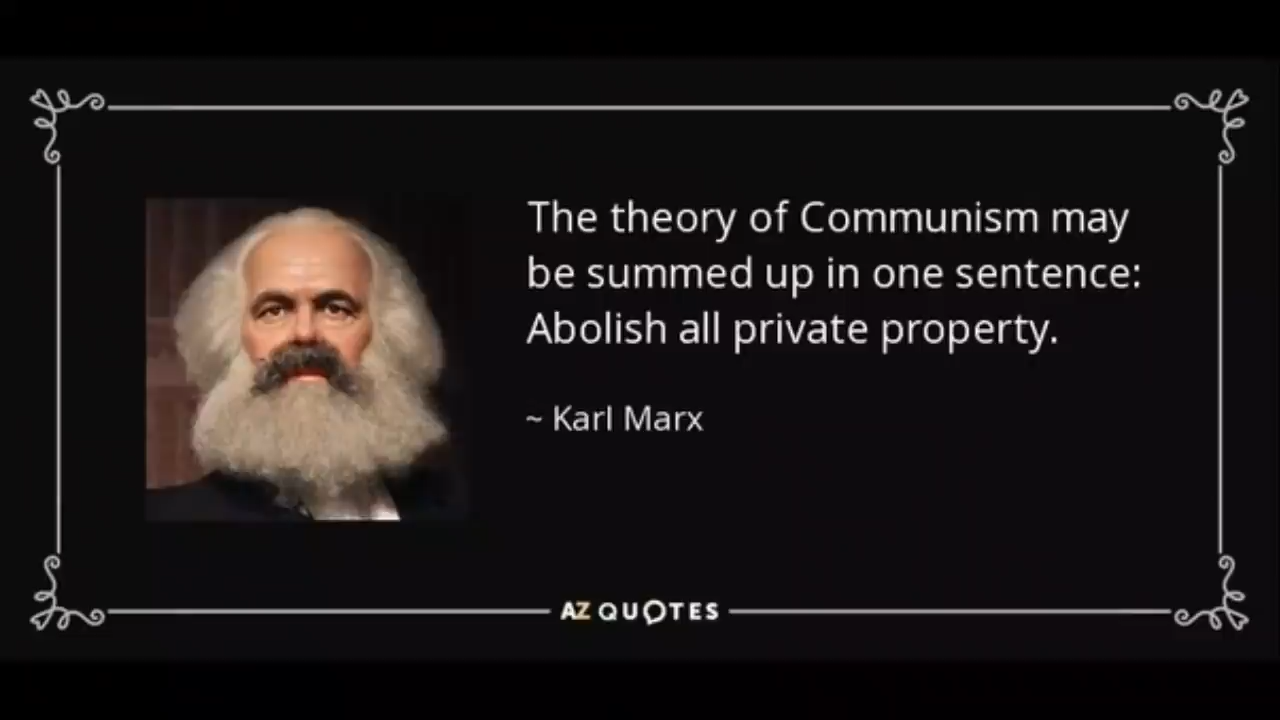 The theory of Communism may
be summed up in one sentence:
Abolish all private property.
~ Karl Marx
AZ QUOTES